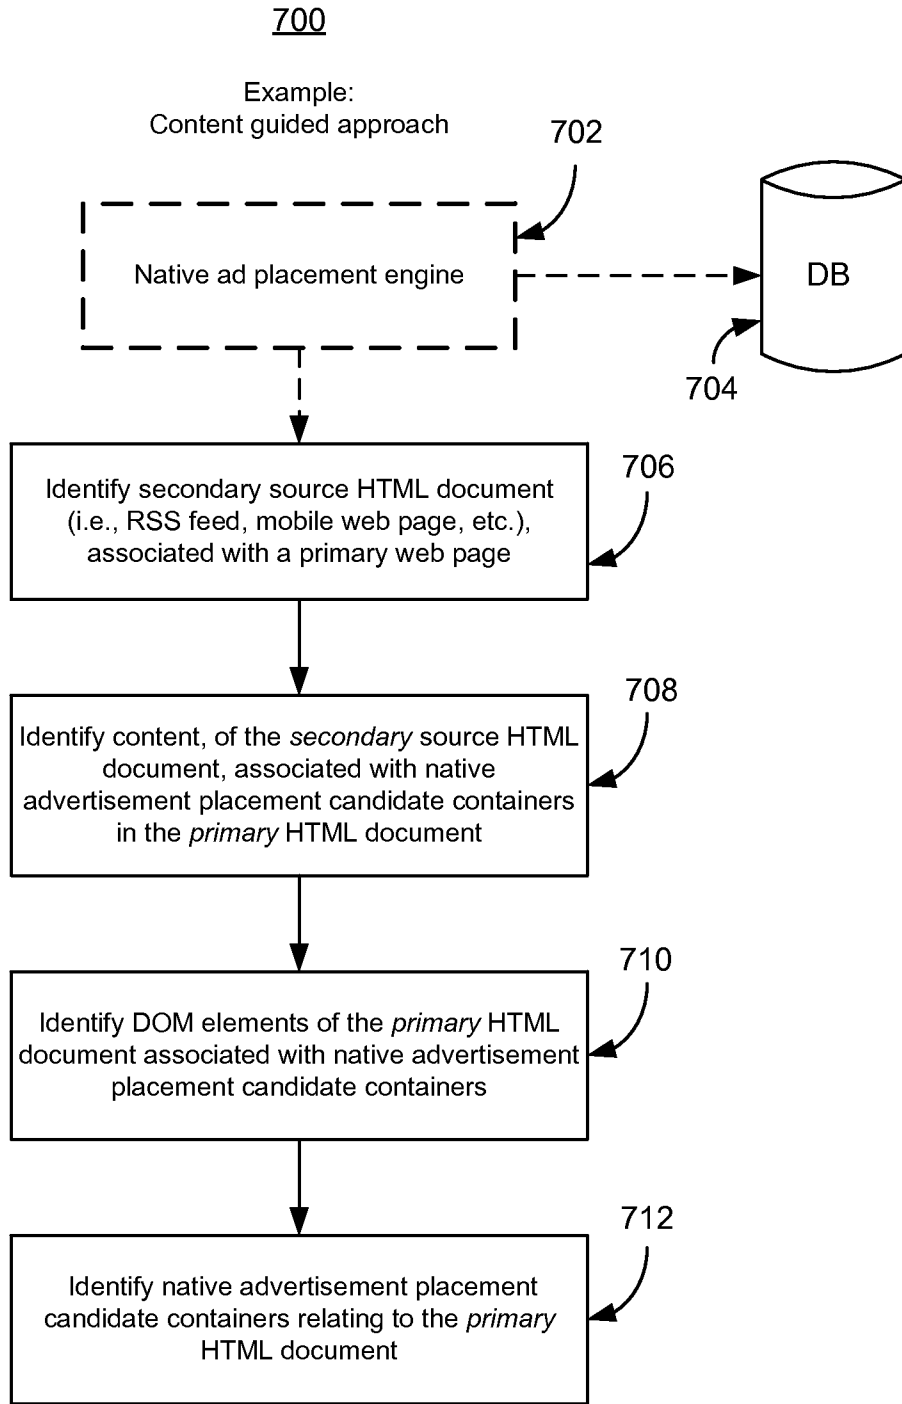 700
Example:
Content guided approach
702
Native ad placement engine
DB
704
706
Identify secondary source HTML document
(i.e., RSS feed, mobile web page, etc.),
associated with a primary web page
708
Identify content, of the secondary source HTML
document, associated with native
advertisement placement candidate containers
in the primary HTML document
710
Identify DOM elements of the primary HTML
document associated with native advertisement
placement candidate containers
712
Identify native advertisement placement
candidate containers relating to the primary
HTML document